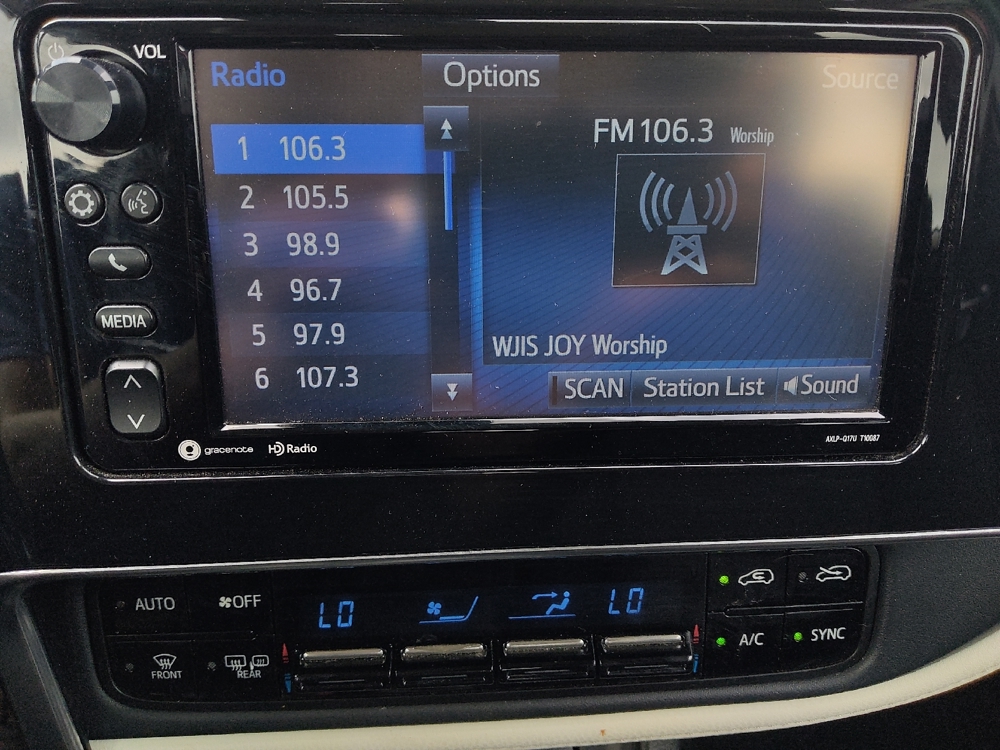 VOL
Radio
Options
Source
1 106.3
2 105.5
3 98.9
4 96.7
5 97.9
6 107.3
FM 106.3 Worship
WJIS JOY Worship
SCAN
Station List
Sound
MEDIA
gracenote
HD Radio
AXLP-Q17U T10087
AUTO
OFF
LO
LO
FRONT
REAR
A/C
SYNC